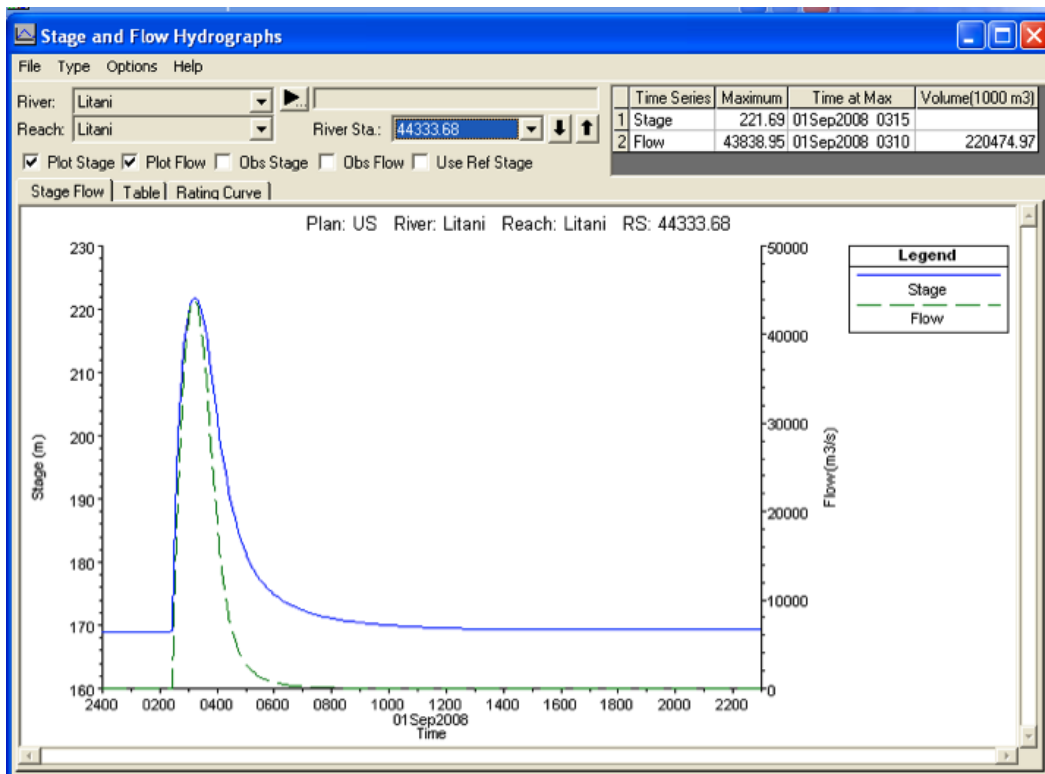 Stage and Flow Hydrographs
File Type Options Help
River: Litani
Reach: Litani River Sta.: 44333.68
Plot Stage Plot Flow Obs Stage Obs Flow Use Ref Stage
Time Series Maximum Time at Max Volume(1000 m3)
1 Stage 221.69 01Sep2008 0315
2 Flow 43838.95 01Sep2008 0310 220474.97
Stage Flow Table Rating Curve
Plan: US River: Litani Reach: Litani RS: 44333.68
230
220
210
200
190
180
170
160
Stage (m)
50000
40000
30000
20000
10000
0
Flow(m3/s)
2400 0200 0400 0600 0800 1000 1200 1400 1600 1800 2000 2200
01Sep2008
Time
Legend
Stage
Flow